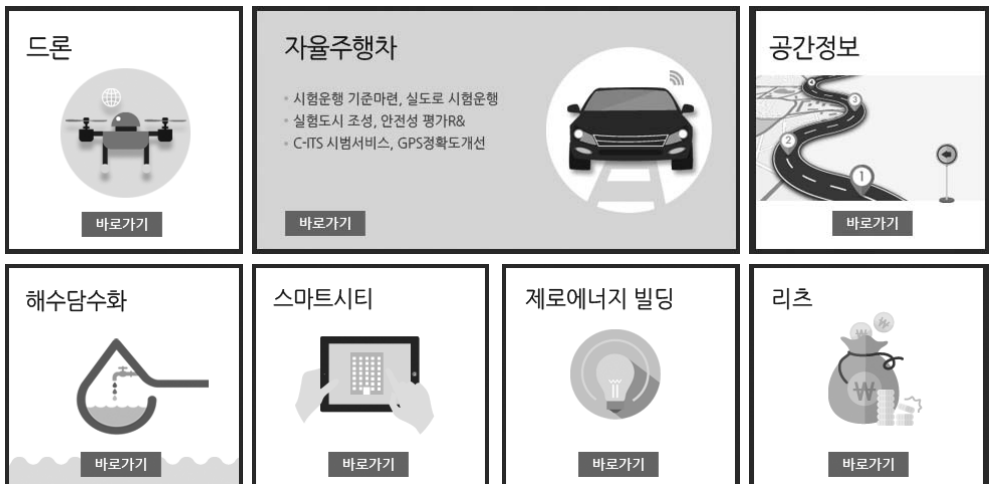 드론
바로가기
자율주행차
• 시험운행 기준마련, 실도로 시험운행
• 실험도시 조성, 안전성 평가R&
• C-ITS 시범서비스, GPS정확도개선
바로가기
공간정보
4
3
2
1
바로가기
해수담수화
바로가기
스마트시티
바로가기
제로에너지 빌딩
바로가기
리츠
₩
₩
₩
바로가기